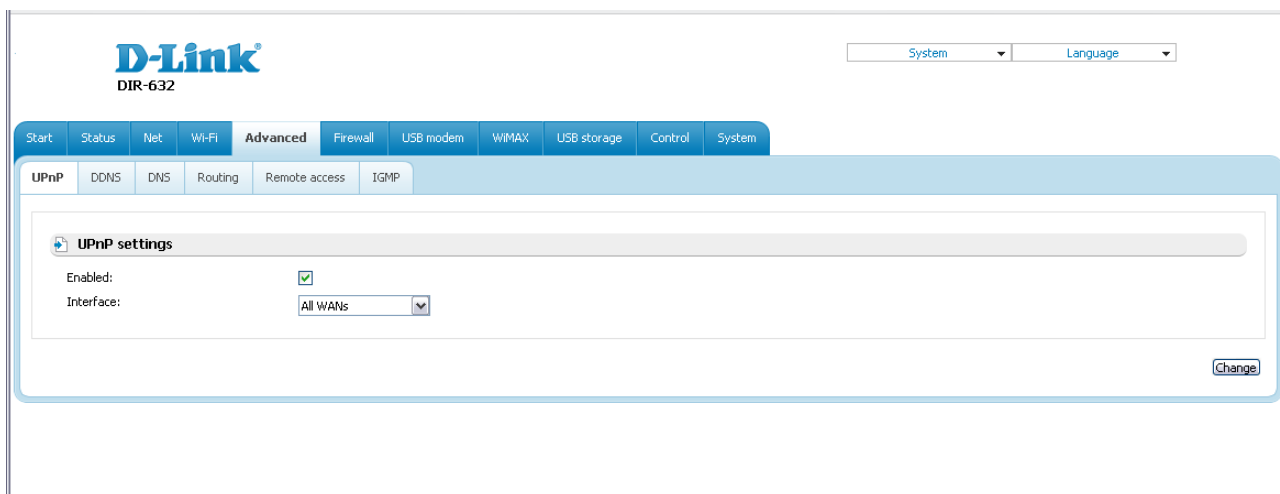 D-Link®
DIR-632
System
Language
Start Status Net Wi-Fi Advanced Firewall USB modem WiMAX USB storage Control System
UPnP DDNS DNS Routing Remote access IGMP
UPnP settings
Enabled:
Interface: All WANs
Change